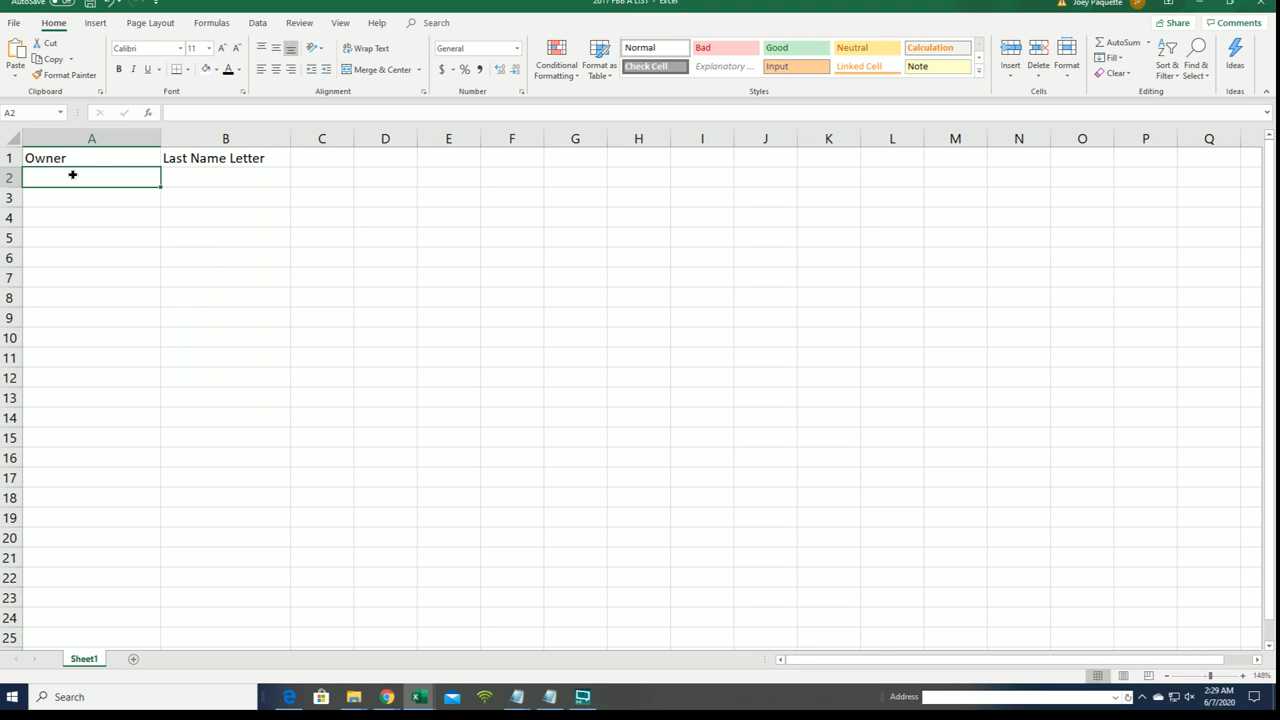 AutoSave Off
2017 PBB A LIST - Excel
Joey Paquette
File Home Insert Page Layout Formulas Data Review View Help Search
Share Comments
Paste
Cut
Copy
Format Painter
Clipboard
Calibri 11
B I U
Font
Wrap Text
Merge & Center
Alignment
General
$ % ,
Number
Conditional Formatting
Format as Table
Normal Bad Good Neutral Calculation
Check Cell Explanatory ... Input Linked Cell Note
Styles
Insert Delete Format
Cells
AutoSum
Fill
Clear
Sort & Filter
Find & Select
Editing
Ideas
Ideas
A2 fx
A B C D E F G H I J K L M N O P Q
1 Owner Last Name Letter
2
3
4
5
6
7
8
9
10
11
12
13
14
15
16
17
18
19
20
21
22
23
24
25
Sheet1
148%
Search
Address
2:29 AM
6/7/2020